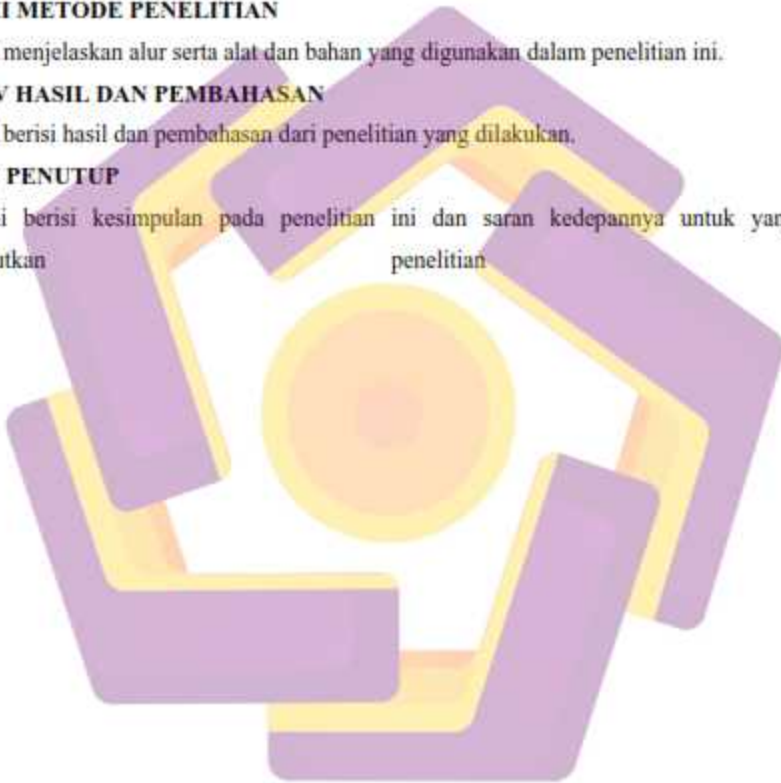 I METODE PENELITIAN
menjelaskan alur serta alat dan bahan yang digunakan dalam penelitian ini.
HASIL DAN PEMBAHASAN
berisi hasil dan pembahasan dari penelitian yang dilakukan.
PENUTUP
berisi kesimpulan pada penelitian ini dan saran kedepannya untuk
penelitian